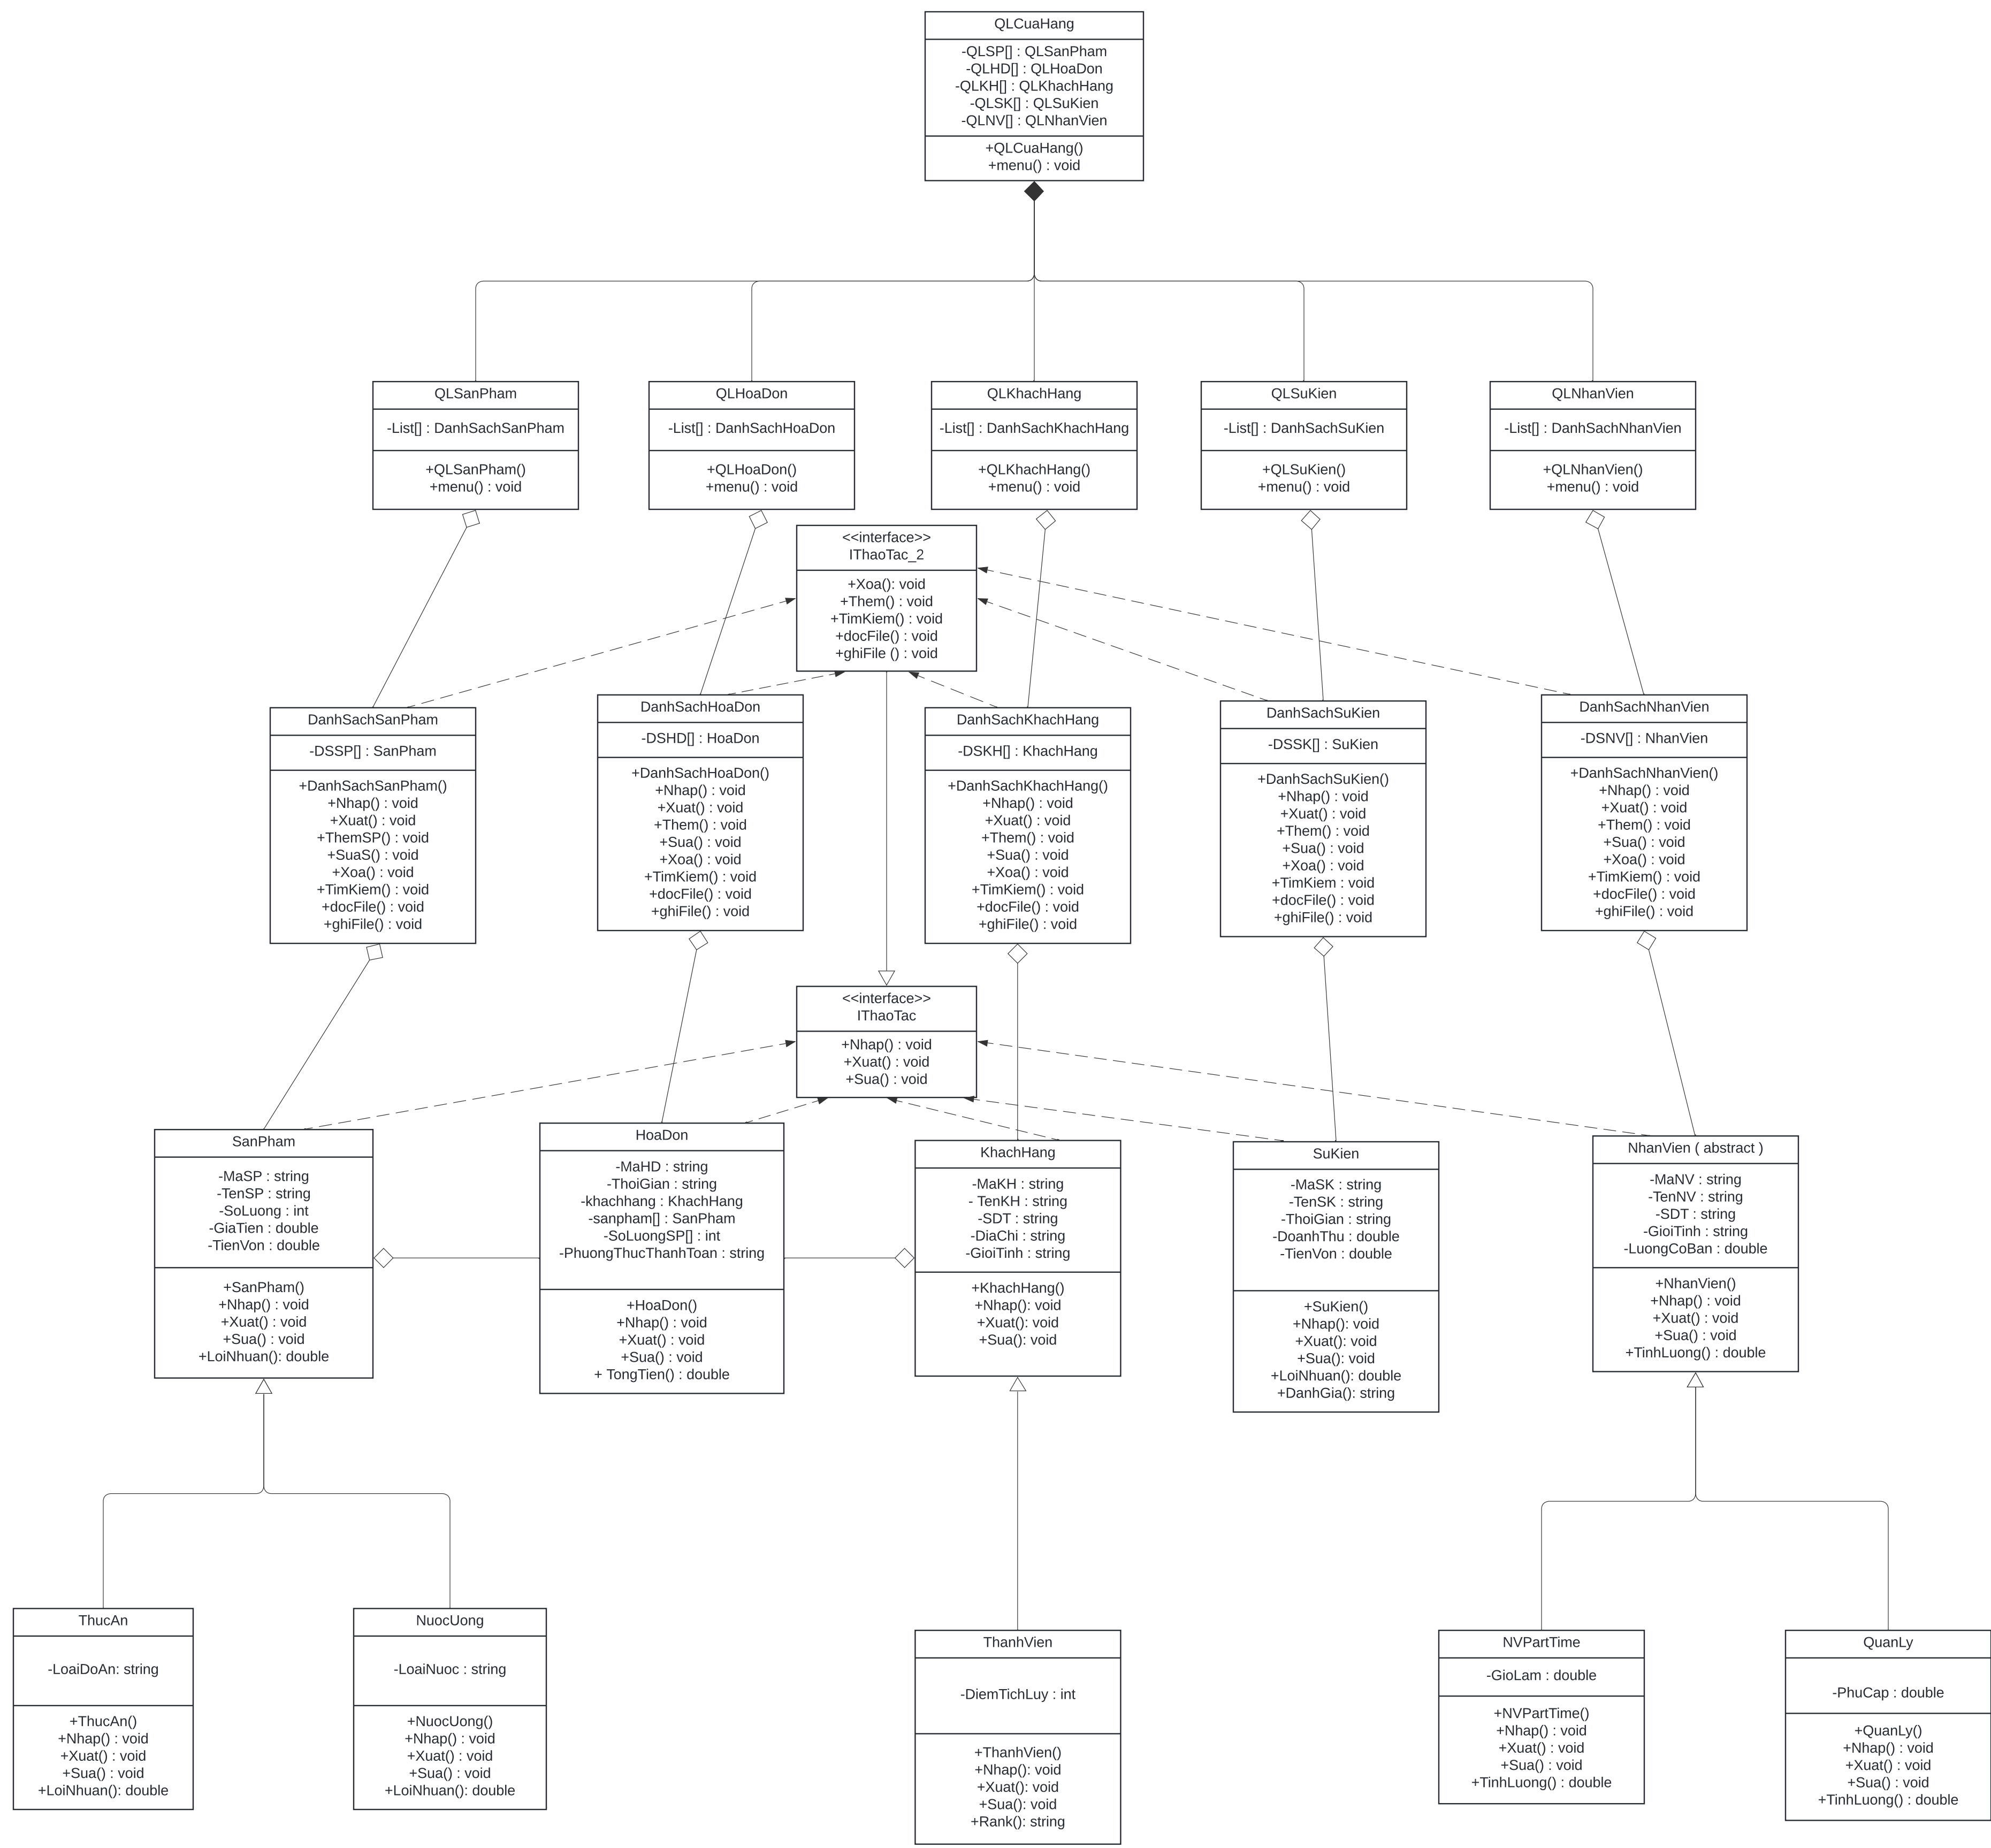 QLCuaHang
-QLSP[] : QLSanPham
-QLHD[] : QLHoaDon
-QLKH[] : QLKhachHang
-QLSK[] : QLSuKien
-QLNV[] : QLNhanVien
+QLCuaHang()
+menu() : void
QLSanPham
-List[] : DanhSachSanPham
+QLSanPham()
+menu() : void
QLHoaDon
-List[] : DanhSachHoaDon
+QLHoaDon()
+menu() : void
QLKhachHang
-List[] : DanhSachKhachHang
+QLKhachHang()
+menu() : void
QLSuKien
-List[] : DanhSachSuKien
+QLSuKien()
+menu() : void
QLNhanVien
-List[] : DanhSachNhanVien
+QLNhanVien()
+menu() : void
<<interface>>
IThaoTac_2
+Xoa(): void
+Them() : void
+TimKiem() : void
+docFile() : void
+ghiFile () : void
DanhSachSanPham
-DSSP[] : SanPham
+DanhSachSanPham()
+Nhap() : void
+Xuat() : void
+ThemSP() : void
+SuaS() : void
+Xoa() : void
+TimKiem() : void
+docFile() : void
+ghiFile() : void
DanhSachHoaDon
-DSHD[] : HoaDon
+DanhSachHoaDon()
+Nhap() : void
+Xuat() : void
+Them() : void
+Sua() : void
+Xoa() : void
+TimKiem() : void
+docFile() : void
+ghiFile() : void
DanhSachKhachHang
-DSKH[] : KhachHang
+DanhSachKhachHang()
+Nhap() : void
+Xuat() : void
+Them() : void
+Sua() : void
+Xoa() : void
+TimKiem() : void
+docFile() : void
+ghiFile() : void
DanhSachSuKien
-DSSK[] : SuKien
+DanhSachSuKien()
+Nhap() : void
+Xuat() : void
+Them() : void
+Sua() : void
+Xoa() : void
+TimKiem : void
+docFile() : void
+ghiFile() : void
DanhSachNhanVien
-DSNV[] : NhanVien
+DanhSachNhanVien()
+Nhap() : void
+Xuat() : void
+Them() : void
+Sua() : void
+Xoa() : void
+TimKiem() : void
+docFile() : void
+ghiFile() : void
<<interface>>
IThaoTac
+Nhap() : void
+Xuat() : void
+Sua() : void
SanPham
-MaSP : string
-TenSP : string
-SoLuong : int
-GiaTien : double
-TienVon : double
+SanPham()
+Nhap() : void
+Xuat() : void
+Sua() : void
+LoiNhuan(): double
HoaDon
-MaHD : string
-ThoiGian : string
-khachhang : KhachHang
-sanpham[] : SanPham
-SoLuongSP[] : int
-PhuongThucThanhToan : string
+HoaDon()
+Nhap() : void
+Xuat() : void
+Sua() : void
+ TongTien() : double
KhachHang
-MaKH : string
- TenKH : string
-SDT : string
-DiaChi : string
-GioiTinh : string
+KhachHang()
+Nhap(): void
+Xuat(): void
+Sua(): void
SuKien
-MaSK : string
-TenSK : string
-ThoiGian : string
-DoanhThu : double
-TienVon : double
+SuKien()
+Nhap(): void
+Xuat(): void
+Sua(): void
+LoiNhuan(): double
+DanhGia(): string
NhanVien ( abstract )
-MaNV : string
-TenNV : string
-SDT : string
-GioiTinh : string
-LuongCoBan : double
+NhanVien()
+Nhap() : void
+Xuat() : void
+Sua() : void
+TinhLuong() : double
ThucAn
-LoaiDoAn: string
+ThucAn()
+Nhap() : void
+Xuat() : void
+Sua() : void
+LoiNhuan(): double
NuocUong
-LoaiNuoc : string
+NuocUong()
+Nhap() : void
+Xuat() : void
+Sua() : void
+LoiNhuan(): double
ThanhVien
-DiemTichLuy : int
+ThanhVien()
+Nhap(): void
+Xuat(): void
+Sua(): void
+Rank(): string
NVPartTime
-GioLam : double
+NVPartTime()
+Nhap() : void
+Xuat() : void
+Sua() : void
+TinhLuong() : double
QuanLy
-PhuCap : double
+QuanLy()
+Nhap() : void
+Xuat() : void
+Sua() : void
+TinhLuong() : double